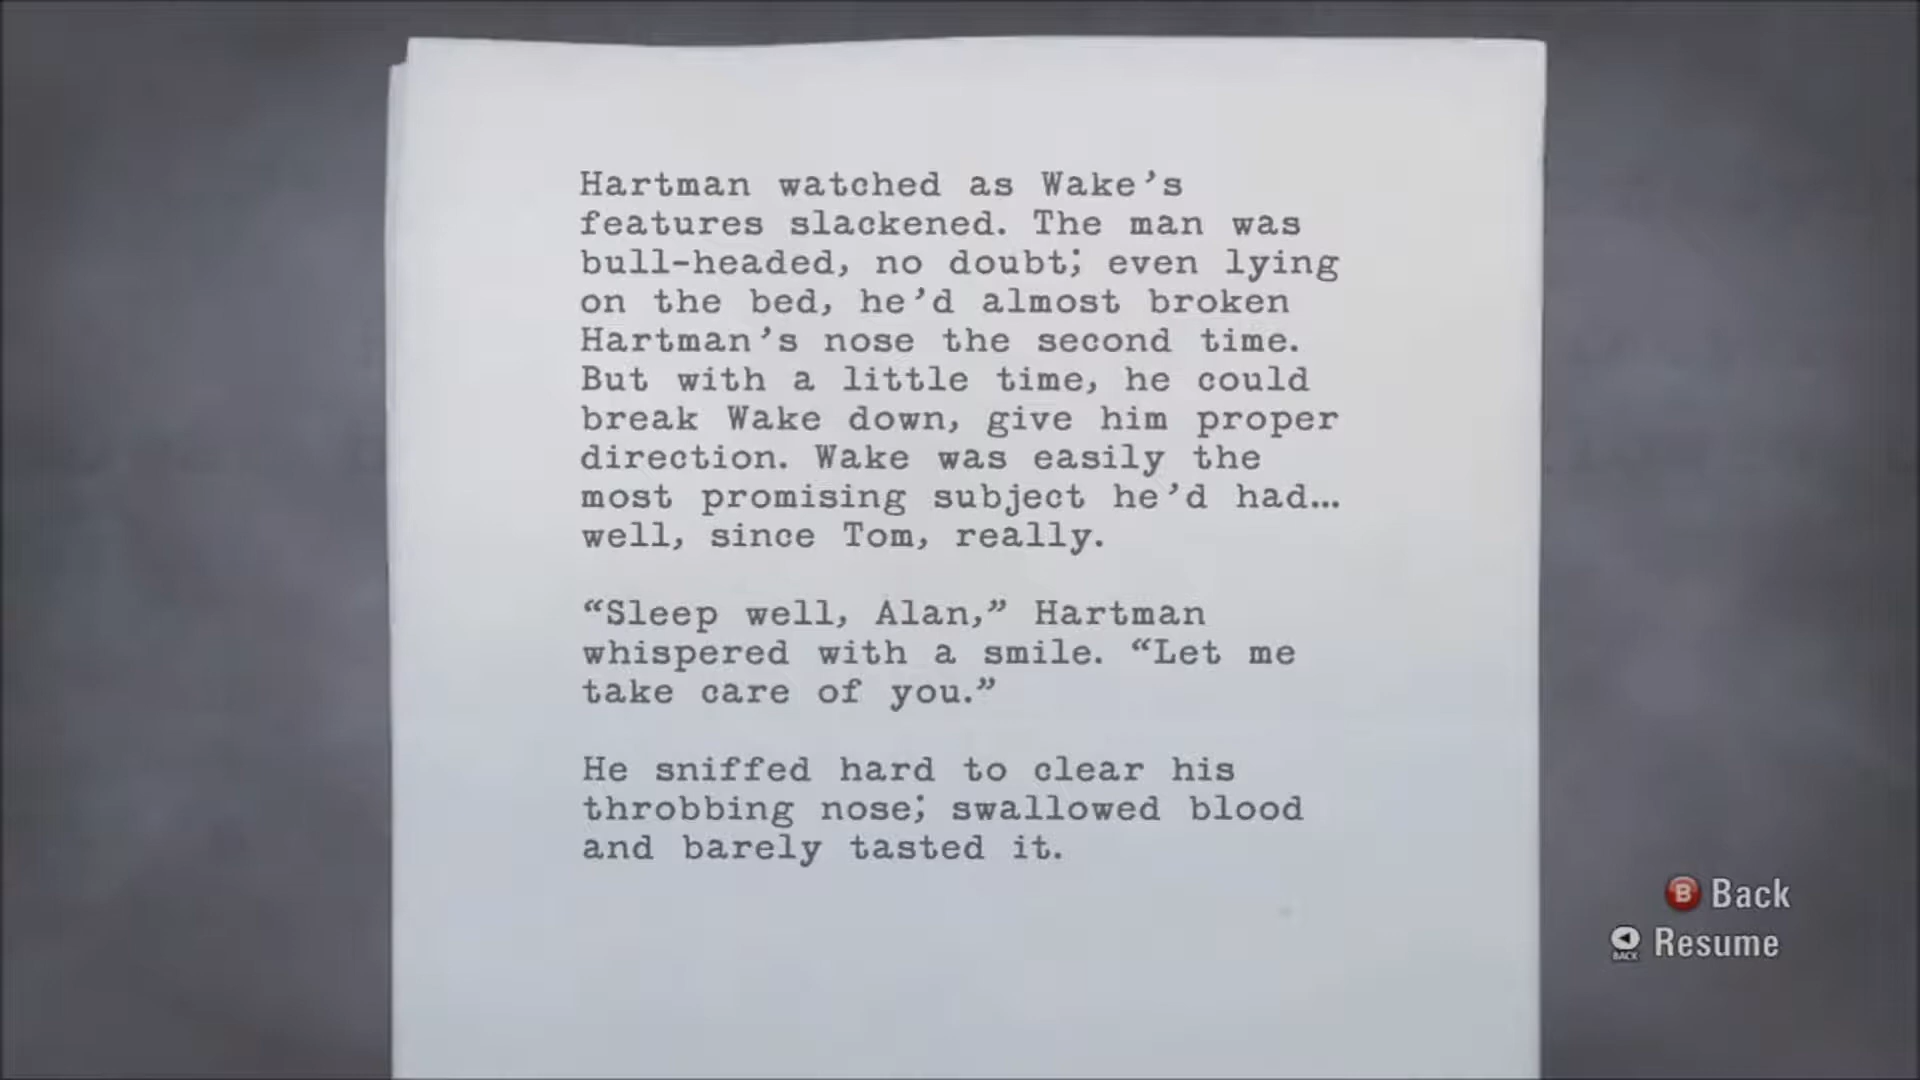 Hartman watched as Wake’s
features slackened. The man was
bull-headed, no doubt; even lying
on the bed, he’d almost broken
Hartman’s nose the second time.
But with a little time, he could
break Wake down, give him proper
direction. Wake was easily the
most promising subject he’d had…
well, since Tom, really.
“Sleep well, Alan,” Hartman
whispered with a smile. “Let me
take care of you.”
He sniffed hard to clear his
throbbing nose; swallowed blood
and barely tasted it.
B Back
BACK Resume